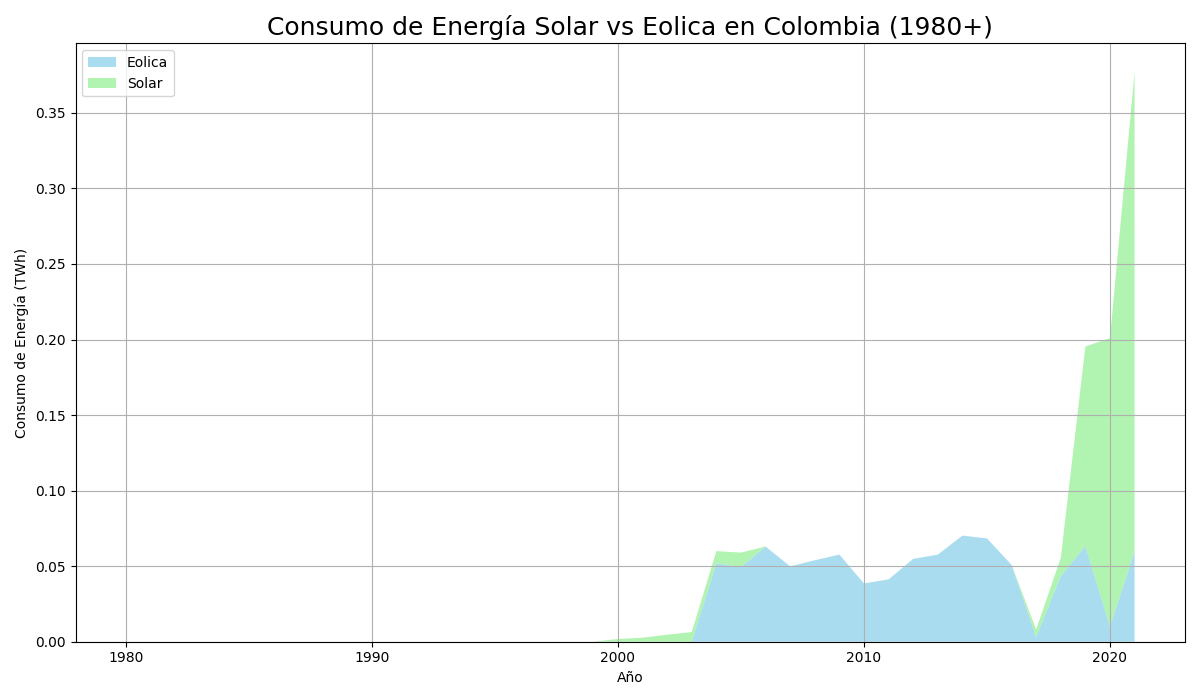 Consumo de Energía Solar vs Eolica en Colombia (1980+)
Eolica
Solar
Consumo de Energía (TWh)
0.35
0.30
0.25
0.20
0.15
0.10
0.05
0.00
1980 1990 2000 2010 2020
Año